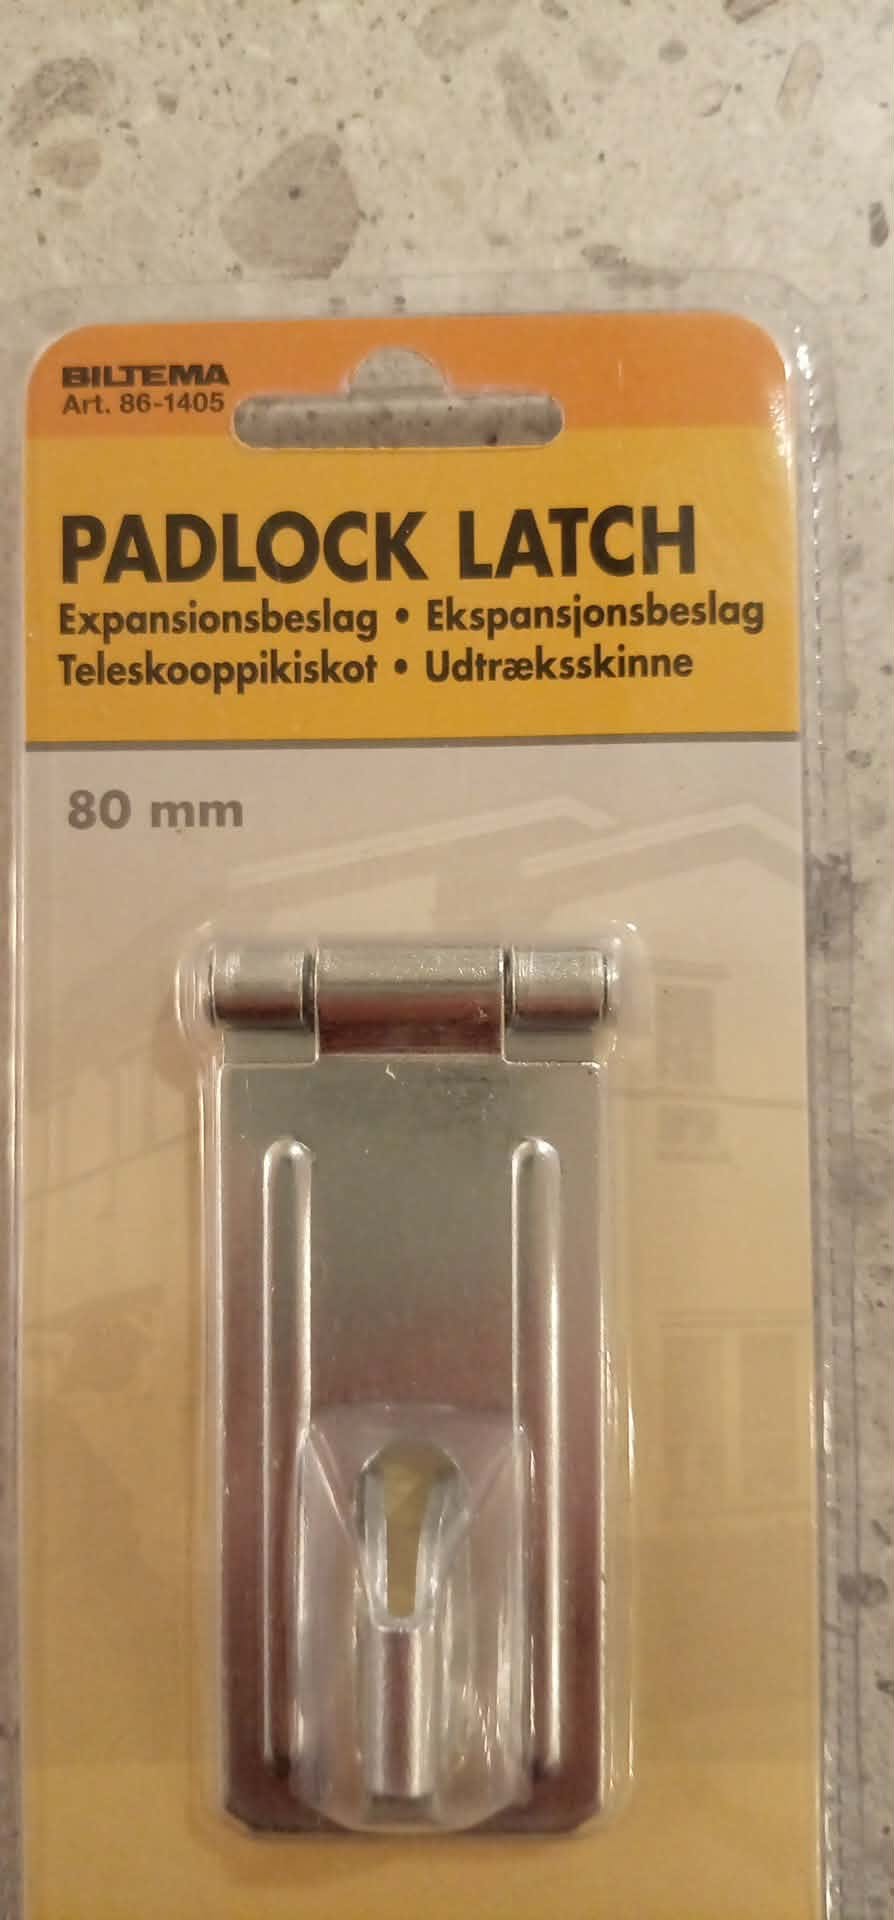 BILTEMA
Art. 86-1405
PADLOCK LATCH
Expansionsbeslag • Ekspansjonsbeslag
Teleskooppikiskot • Udtræksskinne
80 mm